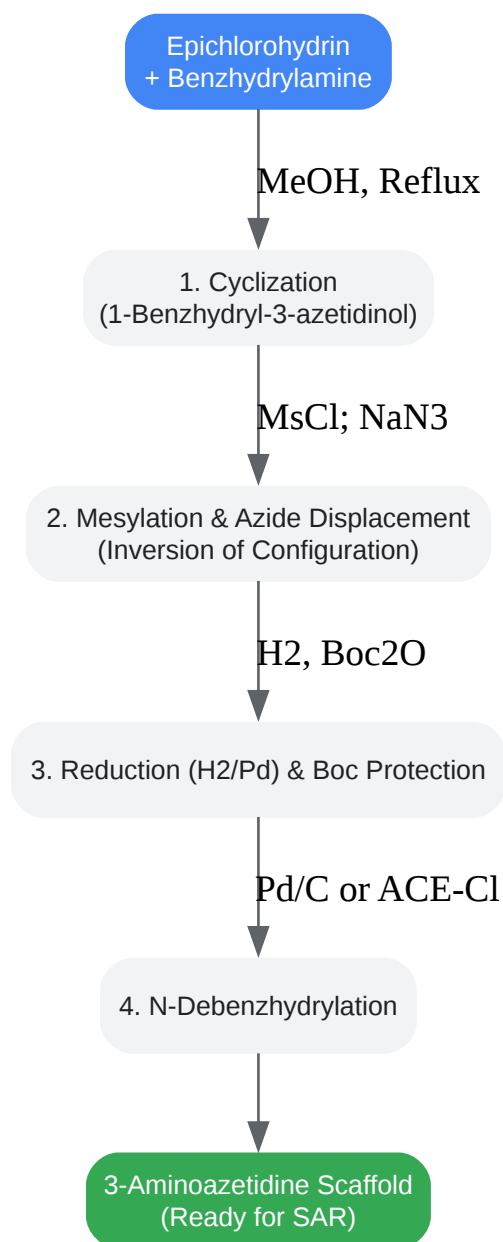 Epichlorohydrin
+ Benzhydrylamine
MeOH, Reflux
1. Cyclization
(1-Benzhydryl-3-azetidinol)
MsCl; NaN3
2. Mesylation & Azide Displacement
(Inversion of Configuration)
H2, Boc2O
3. Reduction (H2/Pd) & Boc Protection
Pd/C or ACE-Cl
4. N-Debenzhydrylation
3-Aminoazetidine Scaffold
(Ready for SAR)